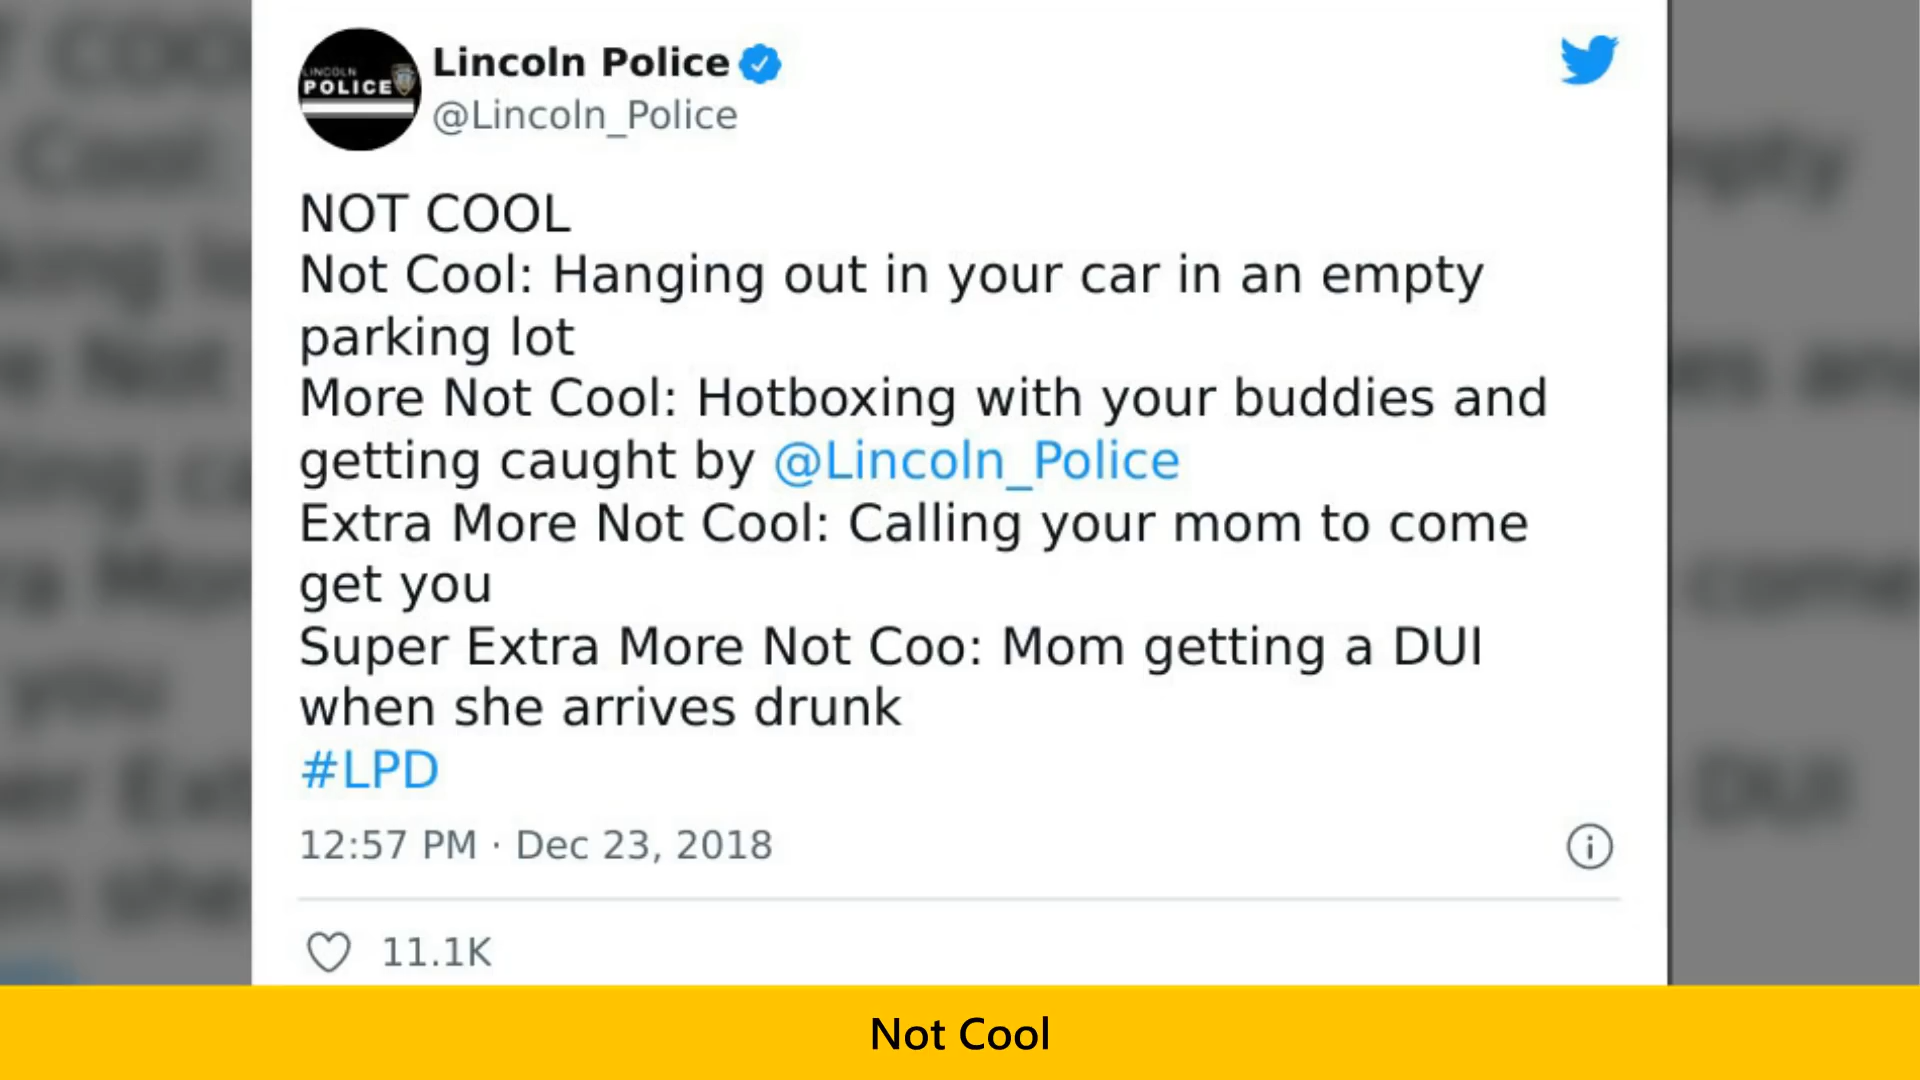 LINCOLN
POLICE
Lincoln Police
@Lincoln_Police
NOT COOL
Not Cool: Hanging out in your car in an empty
parking lot
More Not Cool: Hotboxing with your buddies and
getting caught by @Lincoln_Police
Extra More Not Cool: Calling your mom to come
get you
Super Extra More Not Coo: Mom getting a DUI
when she arrives drunk
#LPD
12:57 PM · Dec 23, 2018
11.1K
Not Cool